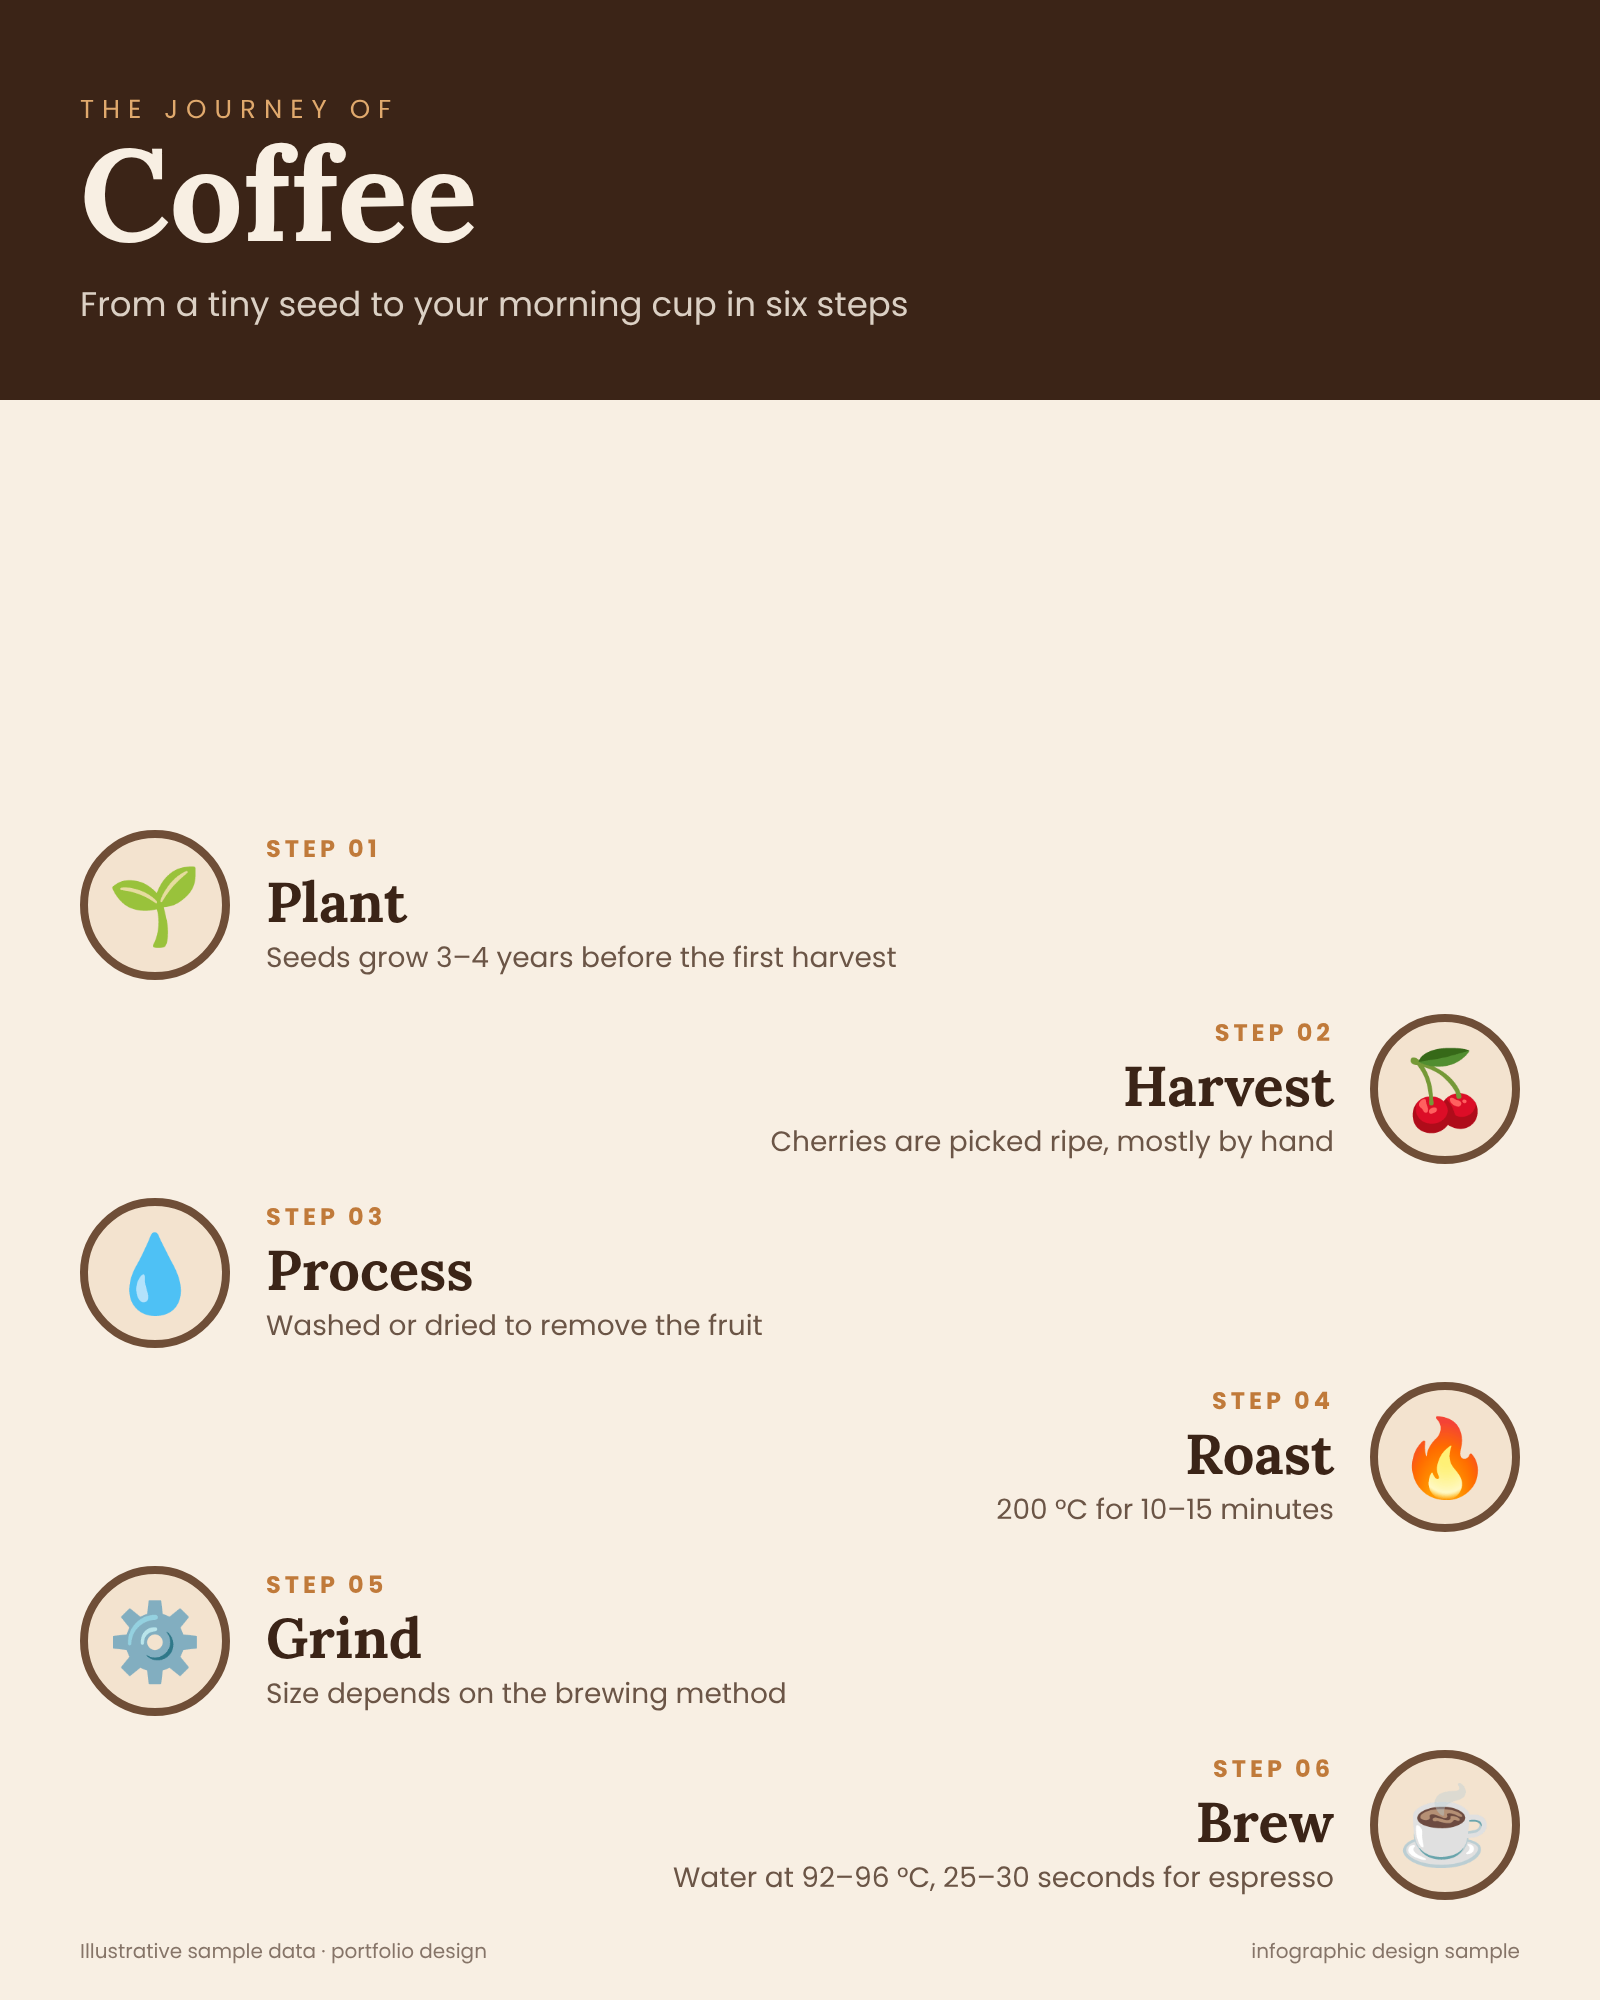 THE JOURNEY OF
Coffee
From a tiny seed to your morning cup in six steps
STEP 01
Plant
Seeds grow 3–4 years before the first harvest
STEP 02
Harvest
Cherries are picked ripe, mostly by hand
STEP 03
Process
Washed or dried to remove the fruit
STEP 04
Roast
200 °C for 10–15 minutes
STEP 05
Grind
Size depends on the brewing method
STEP 06
Brew
Water at 92–96 °C, 25–30 seconds for espresso
Illustrative sample data · portfolio design
infographic design sample